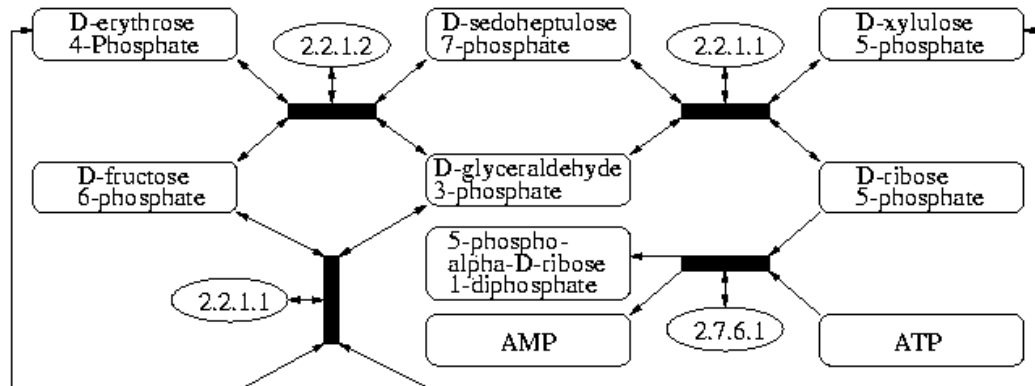 D-erythrose
4-Phosphate
2.2.1.2
D-sedoheptulose
7-phosphate
2.2.1.1
D-xylulose
5-phosphate
D-fructose
6-phosphate
D-glyceraldehyde
3-phosphate
D-ribose
5-phosphate
5-phospho-
alpha-D-ribose
1-diphosphate
2.2.1.1
AMP
2.7.6.1
ATP